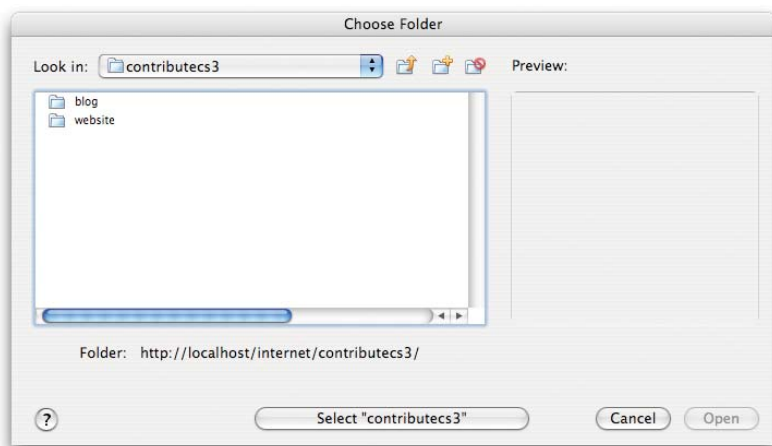 Choose Folder
Look in: contributecs3
Preview:
blog
website
Folder: http://localhost/internet/contributecs3/
? Select "contributecs3" Cancel Open